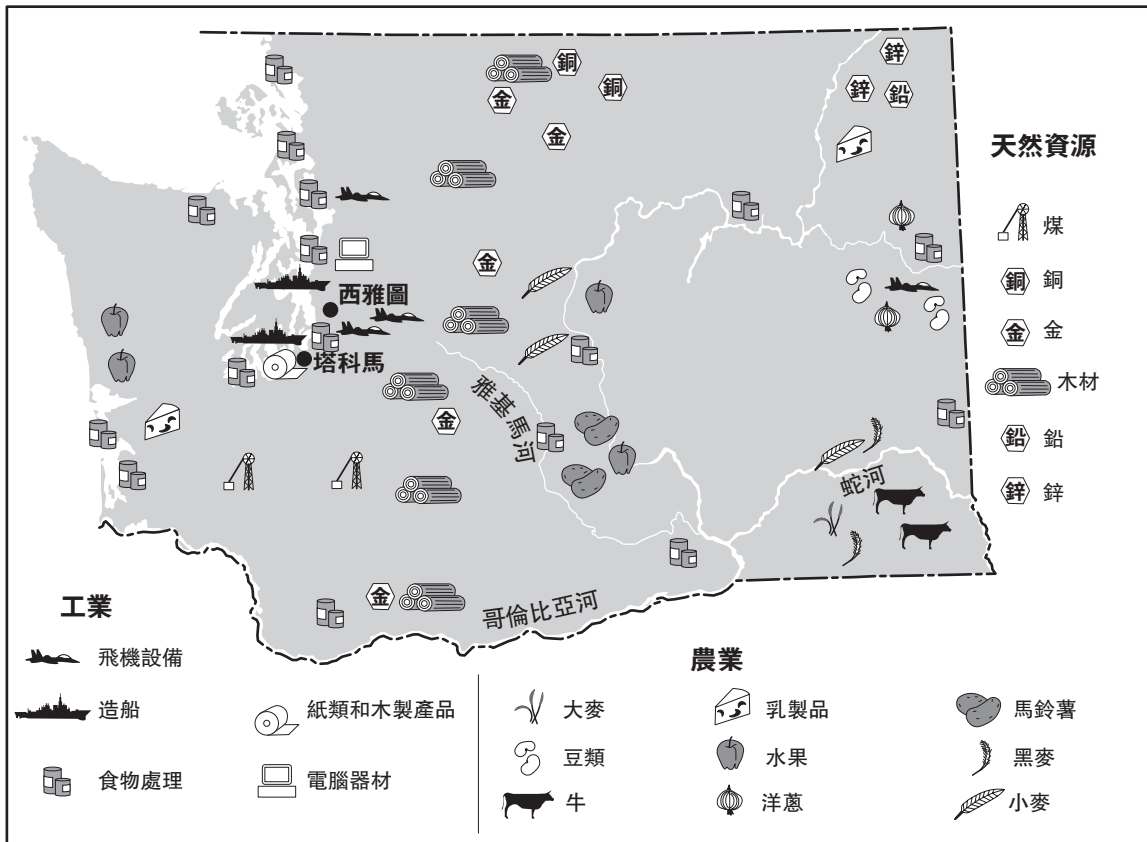 銅
銅
金
金
鋅
鋅
鉛
金
西雅圖
塔科馬
雅基馬河
金
蛇河
金
哥倫比亞河
天然資源
煤
銅 銅
金 金
木材
鉛 鉛
鋅 鋅
工業
飛機設備
造船
紙類和木製產品
食物處理
電腦器材
農業
大麥
乳製品
馬鈴薯
豆類
水果
黑麥
牛
洋蔥
小麥